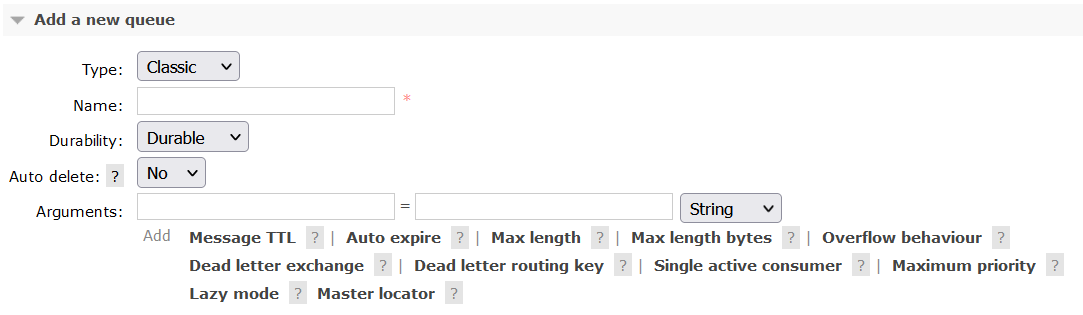 Add a new queue
Type: Classic
Name: *
Durability: Durable
Auto delete: ? No
Arguments: = String
Add Message TTL ? | Auto expire ? | Max length ? | Max length bytes ? | Overflow behaviour ?
Dead letter exchange ? | Dead letter routing key ? | Single active consumer ? | Maximum priority ?
Lazy mode ? Master locator ?